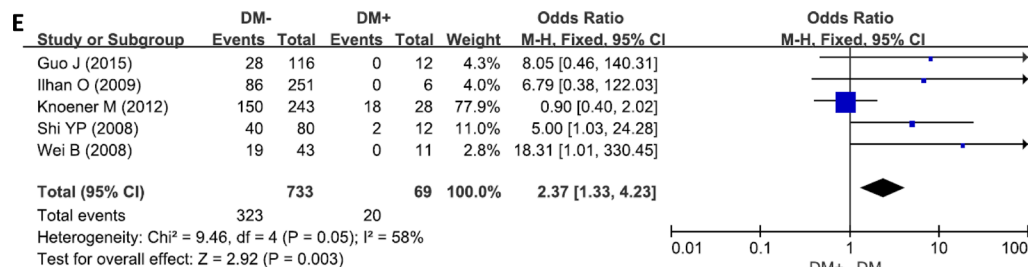 E
DM- DM+ Odds Ratio Odds Ratio
Study or Subgroup Events Total Events Total Weight M-H, Fixed, 95% CI M-H, Fixed, 95% CI
Guo J (2015) 28 116 0 12 4.3% 8.05 [0.46, 140.31]
Ilhan O (2009) 86 251 0 6 4.0% 6.79 [0.38, 122.03]
Knoener M (2012) 150 243 18 28 77.9% 0.90 [0.40, 2.02]
Shi YP (2008) 40 80 2 12 11.0% 5.00 [1.03, 24.28]
Wei B (2008) 19 43 0 11 2.8% 18.31 [1.01, 330.45]
Total (95% CI) 733 69 100.0% 2.37 [1.33, 4.23]
Total events 323 20
Heterogeneity: Chi² = 9.46, df = 4 (P = 0.05); I² = 58%
Test for overall effect: Z = 2.92 (P = 0.003)
0.01 0.1 1 10 100
DM+ DM-